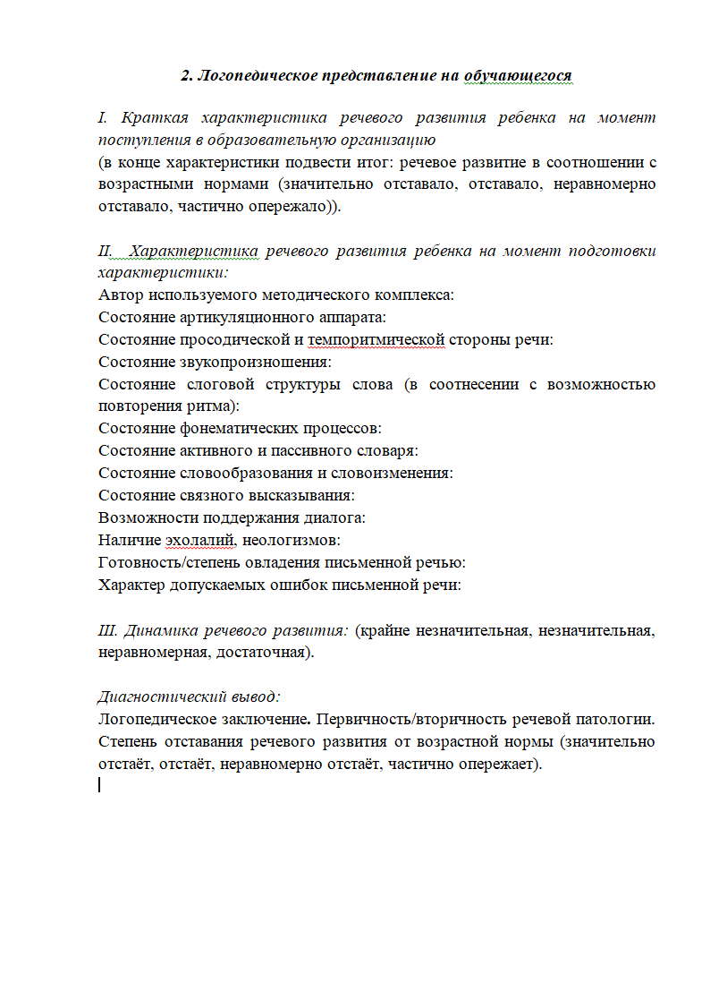 2. Логопедическое представление на обучающегося
I. Краткая характеристика речевого развития ребенка на момент
поступления в образовательную организацию
(в конце характеристики подвести итог: речевое развитие в соотношении с
возрастными нормами (значительно отставало, отставало, неравномерно
отставало, частично опережало)).
II. Характеристика речевого развития ребенка на момент подготовки
характеристики:
Автор используемого методического комплекса:
Состояние артикуляционного аппарата:
Состояние просодической и темпоритмической стороны речи:
Состояние звукопроизношения:
Состояние слоговой структуры слова (в соотнесении с возможностью
повторения ритма):
Состояние фонематических процессов:
Состояние активного и пассивного словаря:
Состояние словообразования и словоизменения:
Состояние связного высказывания:
Возможности поддержания диалога:
Наличие эхолалий, неологизмов:
Готовность/степень овладения письменной речью:
Характер допускаемых ошибок письменной речи:
III. Динамика речевого развития: (крайне незначительная, незначительная,
неравномерная, достаточная).
Диагностический вывод:
Логопедическое заключение. Первичность/вторичность речевой патологии.
Степень отставания речевого развития от возрастной нормы (значительно
отстаёт, отстаёт, неравномерно отстаёт, частично опережает).